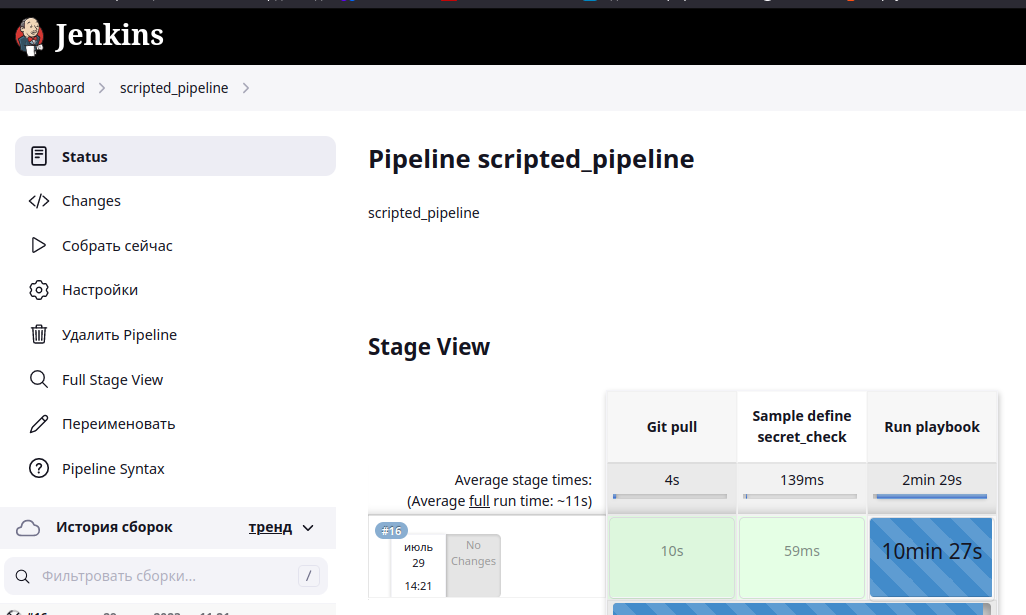 Jenkins
Dashboard
scripted_pipeline
Status
Changes
Собрать сейчас
Настройки
Удалить Pipeline
Full Stage View
Переименовать
Pipeline Syntax
История сборок
тренд
Фильтровать сборки...
/
Pipeline scripted_pipeline
scripted_pipeline
Stage View
Git pull
Sample define
secret_check
Run playbook
Average stage times:
(Average full run time: ~11s)
4s
139ms
2min 29s
#16
июль
29
14:21
No
Changes
10s
59ms
10min 27s